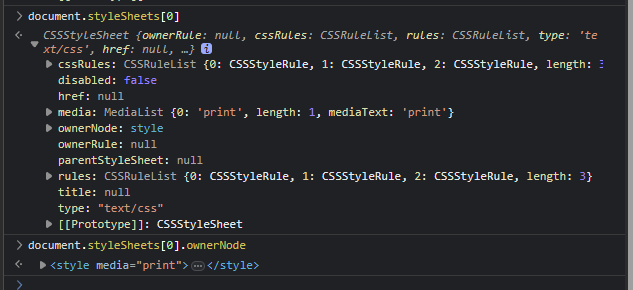 > document.styleSheets[0]
CSSStyleSheet {ownerRule: null, cssRules: CSSRuleList, rules: CSSRuleList, type: 'te
xt/css', href: null, …} i
cssRules: CSSRuleList {0: CSSStyleRule, 1: CSSStyleRule, 2: CSSStyleRule, length: 3
disabled: false
href: null
media: MediaList {0: 'print', length: 1, mediaText: 'print'}
ownerNode: style
ownerRule: null
parentStyleSheet: null
rules: CSSRuleList {0: CSSStyleRule, 1: CSSStyleRule, 2: CSSStyleRule, length: 3}
title: null
type: "text/css"
[[Prototype]]: CSSStyleSheet
> document.styleSheets[0].ownerNode
<style media="print">…</style>
>